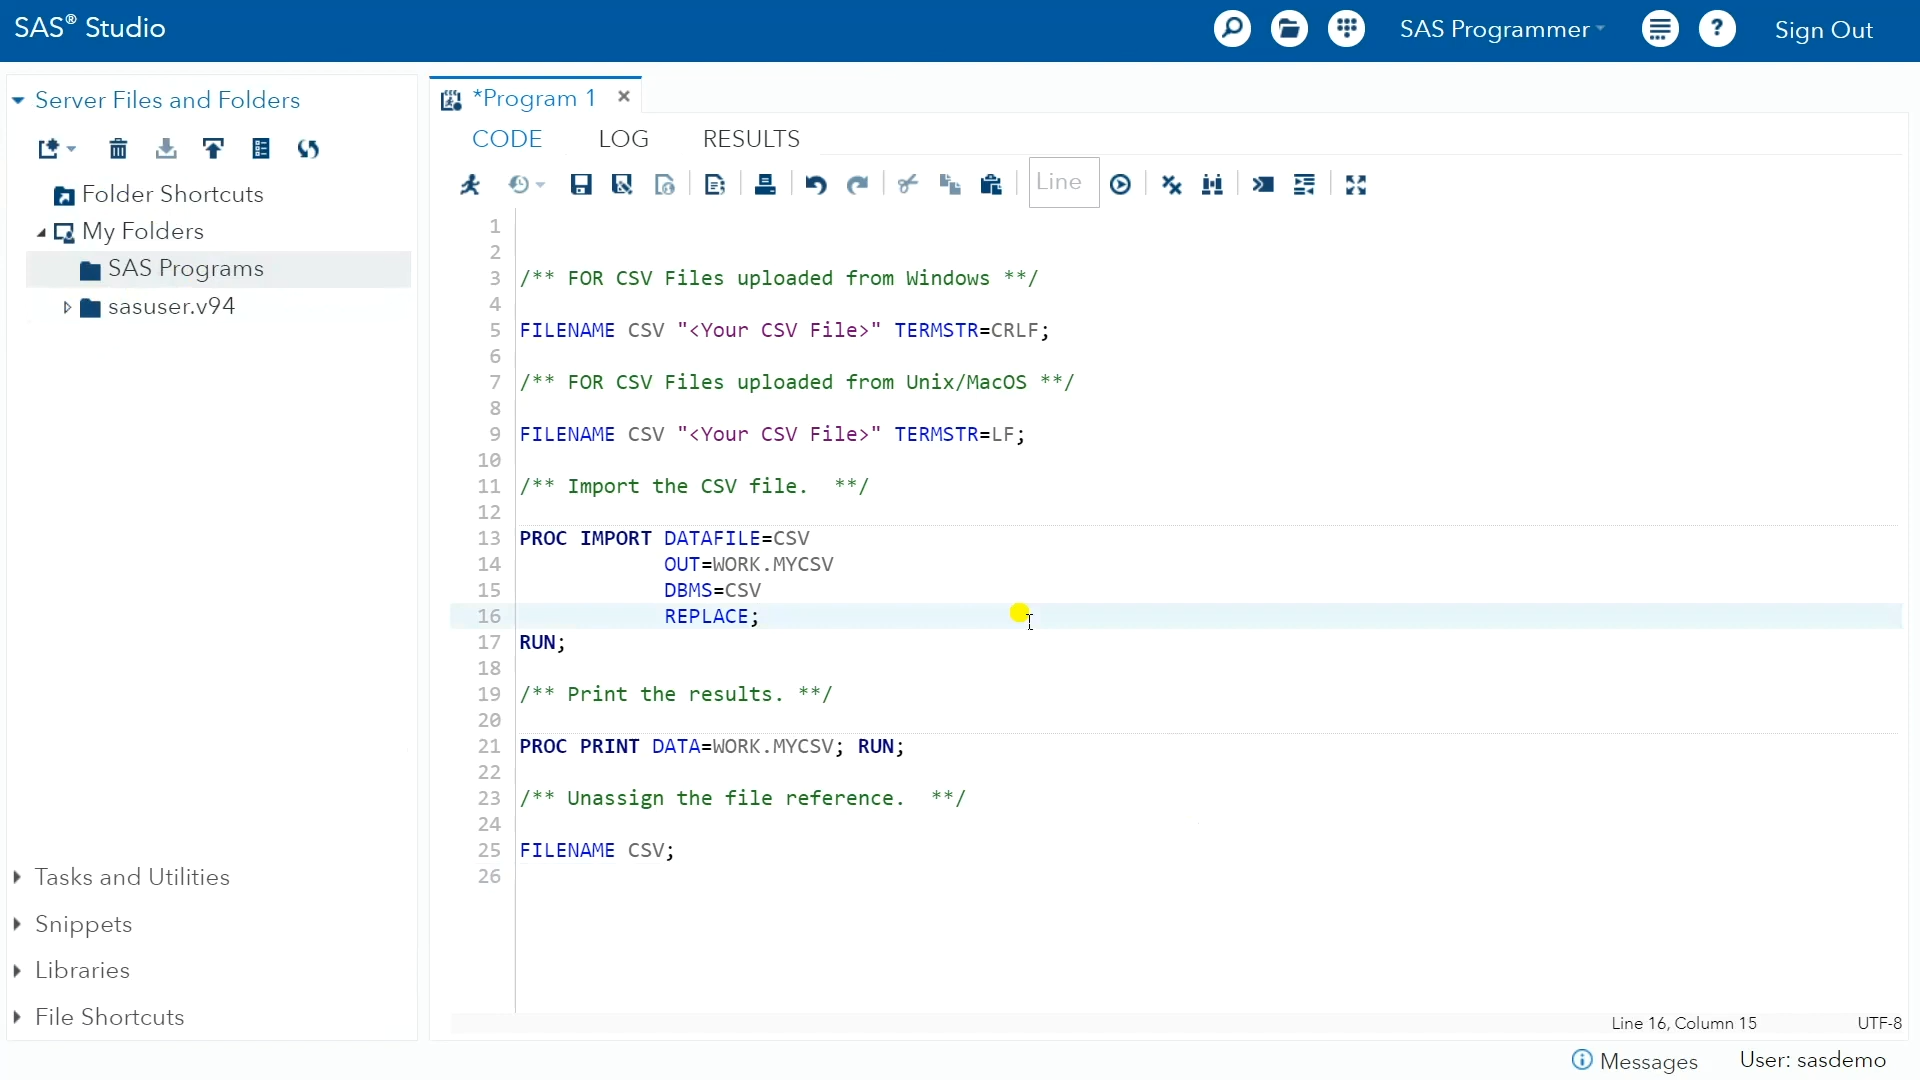 SAS® Studio
SAS Programmer
Sign Out
Server Files and Folders
Folder Shortcuts
My Folders
SAS Programs
sasuser.v94
Tasks and Utilities
Snippets
Libraries
File Shortcuts
*Program 1
CODE LOG RESULTS
Line
1
2
3 /** FOR CSV Files uploaded from Windows **/
4
5 FILENAME CSV "<Your CSV File>" TERMSTR=CRLF;
6
7 /** FOR CSV Files uploaded from Unix/MacOS **/
8
9 FILENAME CSV "<Your CSV File>" TERMSTR=LF;
10
11 /** Import the CSV file.  **/
12
13 PROC IMPORT DATAFILE=CSV
14             OUT=WORK.MYCSV
15             DBMS=CSV
16             REPLACE;
17 RUN;
18
19 /** Print the results. **/
20
21 PROC PRINT DATA=WORK.MYCSV; RUN;
22
23 /** Unassign the file reference.  **/
24
25 FILENAME CSV;
26
Line 16, Column 15
UTF-8
Messages
User: sasdemo